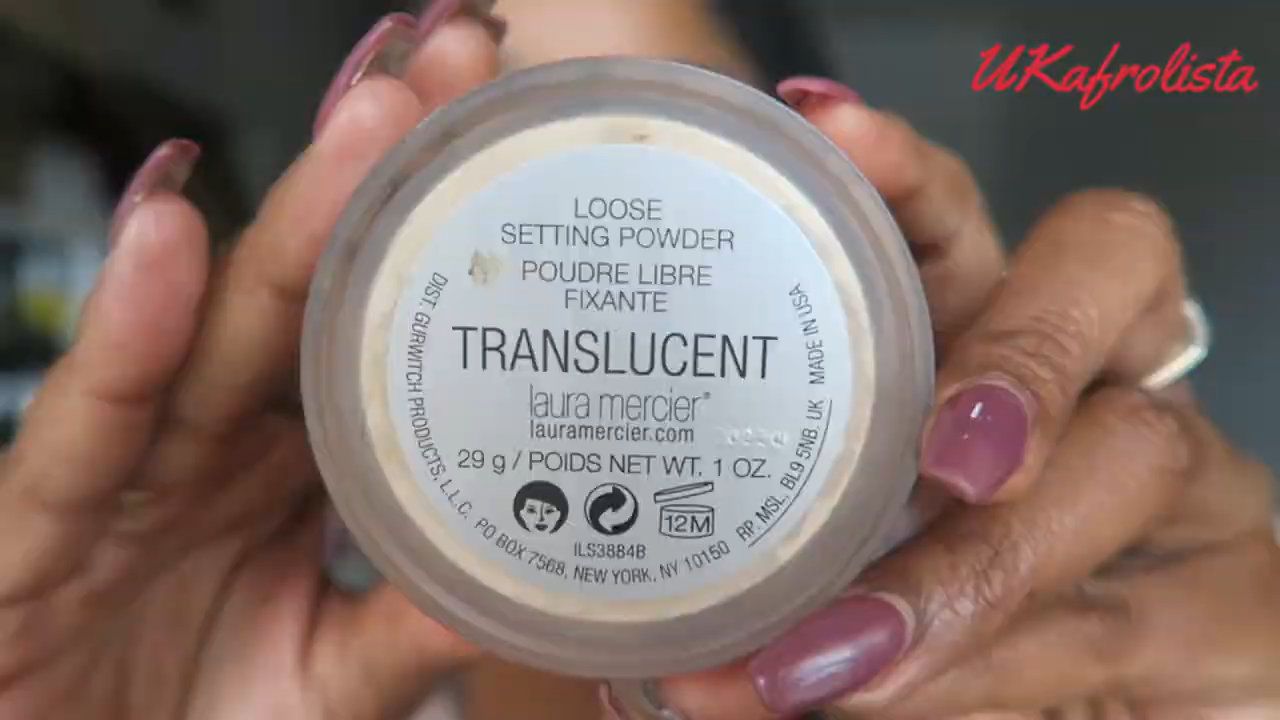 UKafrolista
LOOSE
SETTING POWDER
POUDRE LIBRE
FIXANTE
TRANSLUCENT
laura mercier®
lauramercier.com
29 g / POIDS NET WT. 1 OZ.
12M
ILS3884B
DIST. GURWITCH PRODUCTS, L.L.C. PO BOX 7568, NEW YORK, NY 10150
RP. MSL, BL9 5NB, UK MADE IN USA